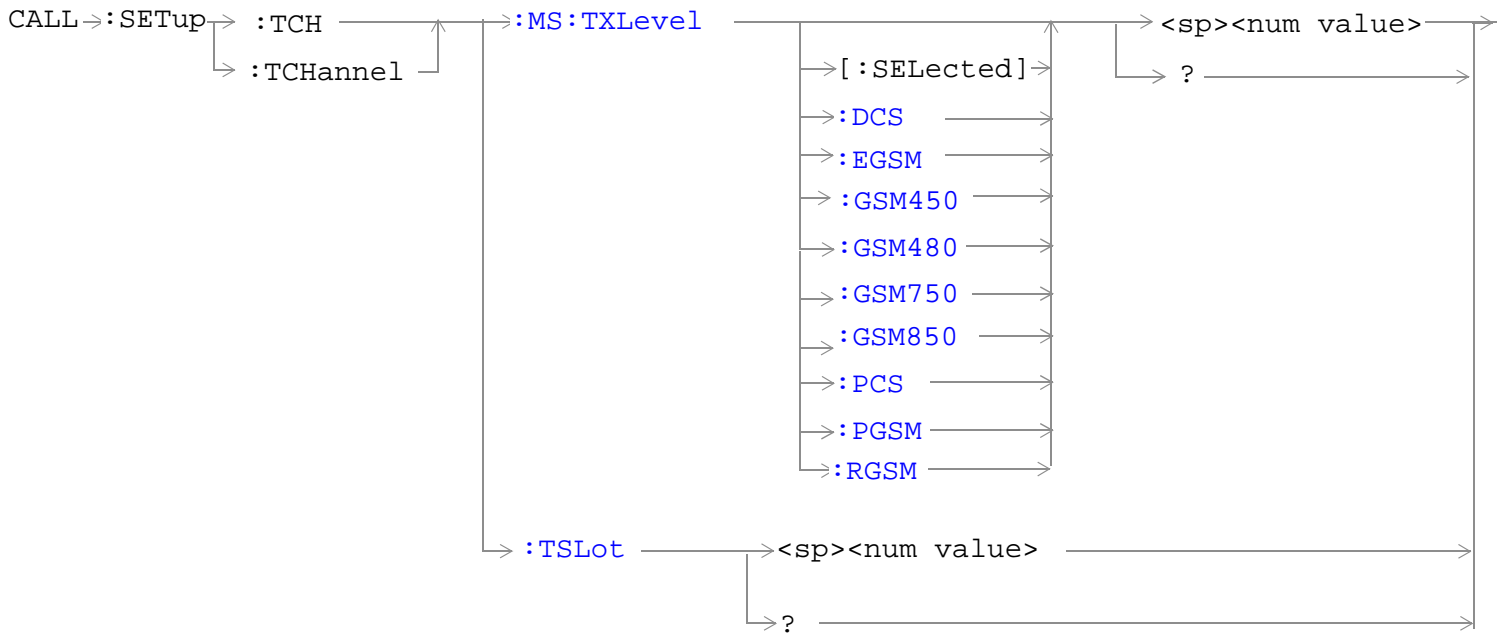 CALL :SETup :TCH :MS:TXLevel <sp><num value>
:TCHannel [:SELected] ?
:DCS
:EGSM
:GSM450
:GSM480
:GSM750
:GSM850
:PCS
:PGSM
:RGSM
:TSLot <sp><num value>
?